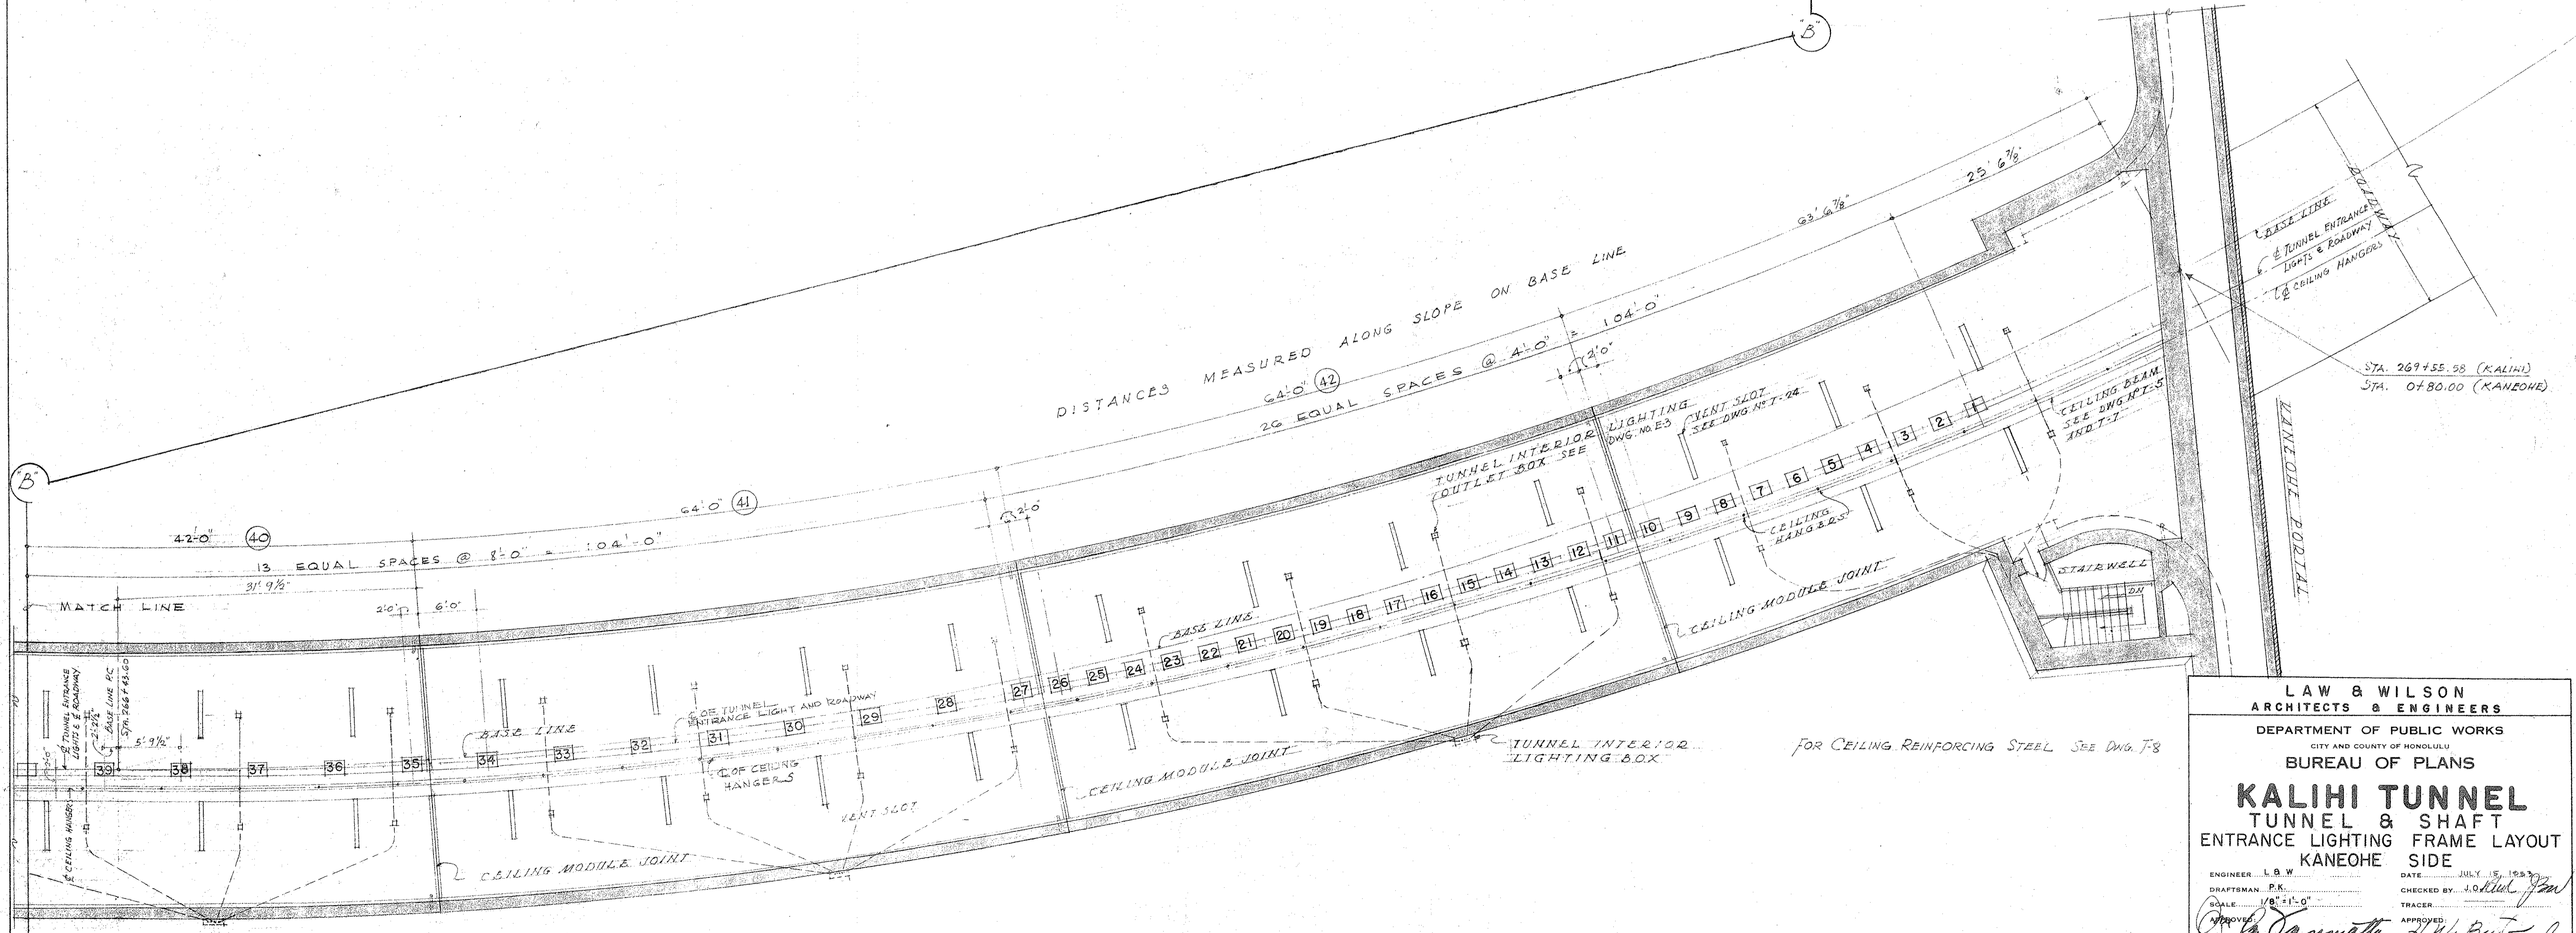 "B"
"B"
DISTANCES MEASURED ALONG SLOPE ON BASE LINE
63'-6 7/8"
25'-6 7/8"
64'-0" 42
26 EQUAL SPACES @ 4'-0" = 104'-0"
2'-0"
64'-0" 41
2'-0"
42'-0" 40
13 EQUAL SPACES @ 8'-0" = 104'-0"
31'-9 1/2"
MATCH LINE
2'-0"
6'-0"
ROADWAY
BASE LINE
℄ TUNNEL ENTRANCE
LIGHTS & ROADWAY
℄ CEILING HANGERS
STA. 269+55.58 (KALIHI)
STA. 0+80.00 (KANEOHE)
KANEOHE PORTAL
CEILING BEAM
SEE DWG Nº T-5
AND T-7
TUNNEL INTERIOR LIGHTING
OUTLET BOX SEE DWG. NO. E-3
VENT SLOT
SEE DWG Nº T-24
CEILING
HANGERS
CEILING MODULE JOINT
STAIRWELL
DN
1 2 3 4 5 6 7 8 9 10 11 12 13 14 15 16 17 18 19 20 21 22 23 24 25 26 27 28 29 30 31 32 33 34 35 36 37 38 39
BASE LINE
℄ TUNNEL ENTRANCE
LIGHTS & ℄ ROADWAY
2'-2 1/2"
BASE LINE P.C.
STA. 266+43.60
5'-9 1/2"
℄ CEILING HANGERS
BASE LINE
℄ OF TUNNEL
ENTRANCE LIGHT AND ROADWAY
℄ OF CEILING
HANGERS
VENT SLOT
CEILING MODULE JOINT
CEILING MODULE JOINT
TUNNEL INTERIOR
LIGHTING BOX
FOR CEILING REINFORCING STEEL SEE DWG. T-8
LAW & WILSON
ARCHITECTS & ENGINEERS
DEPARTMENT OF PUBLIC WORKS
CITY AND COUNTY OF HONOLULU
BUREAU OF PLANS
KALIHI TUNNEL
TUNNEL & SHAFT
ENTRANCE LIGHTING FRAME LAYOUT
KANEOHE SIDE
ENGINEER L & W DATE JULY 15, 1953
DRAFTSMAN P.K. CHECKED BY J.O.
SCALE 1/8"=1'-0" TRACER
APPROVED: APPROVED: